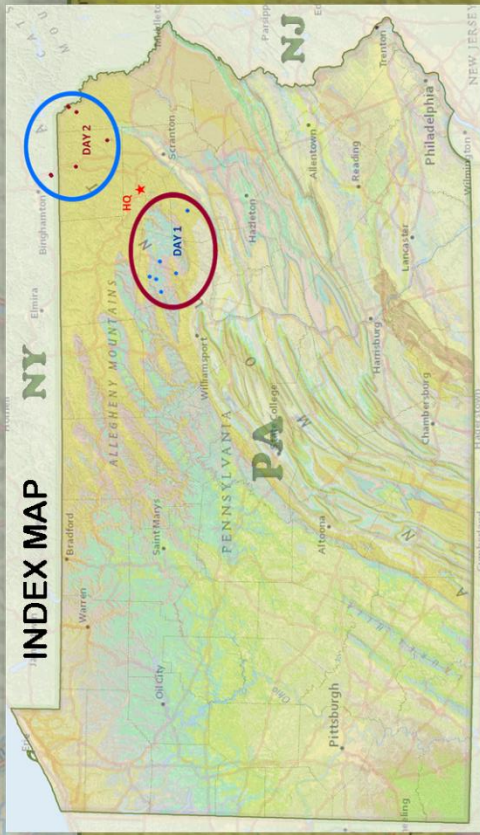 INDEX MAP
NY
Elmira
Binghamton
Bradford
Warren
ALLEGHENY MOUNTAINS
DAY 2
HQ
Scranton
DAY 1
Saint Marys
Oil City
Williamsport
PENNSYLVANIA
Hazleton
State College
PA
NJ
Allentown
Altoona
Reading
Trenton
Pittsburgh
Harrisburg
Lancaster
Philadelphia
Chambersburg
Wilmington
NEW JERSEY